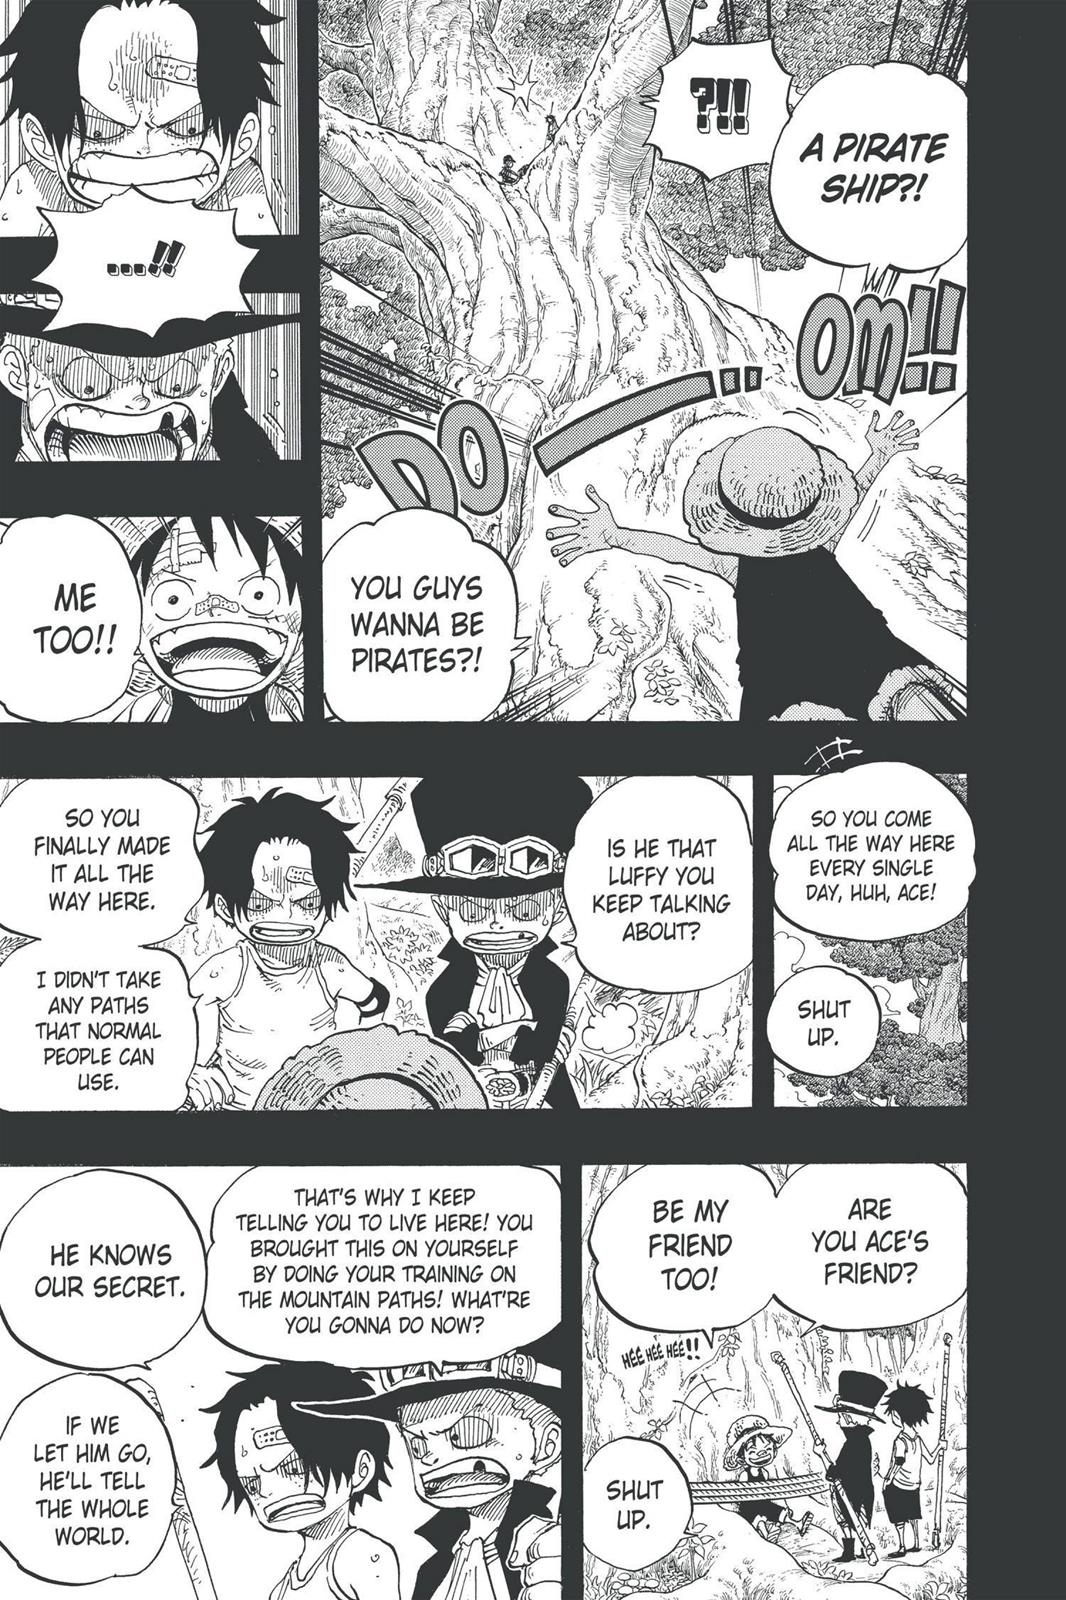 A PIRATE
SHIP?!
?!!
DO—..OM!!
YOU GUYS
WANNA BE
PIRATES?!
...!!
ME
TOO!!
SO YOU COME
ALL THE WAY HERE
EVERY SINGLE
DAY, HUH, ACE!
SHUT
UP.
IS HE THAT
LUFFY YOU
KEEP TALKING
ABOUT?
SO YOU
FINALLY MADE
IT ALL THE
WAY HERE.
I DIDN'T TAKE
ANY PATHS
THAT NORMAL
PEOPLE CAN
USE.
ARE
YOU ACE'S
FRIEND?
BE MY
FRIEND
TOO!
HÉÉ HÉÉ HÉÉ!!
SHUT
UP.
THAT'S WHY I KEEP
TELLING YOU TO LIVE HERE! YOU
BROUGHT THIS ON YOURSELF
BY DOING YOUR TRAINING ON
THE MOUNTAIN PATHS! WHAT'RE
YOU GONNA DO NOW?
HE KNOWS
OUR SECRET.
IF WE
LET HIM GO,
HE'LL TELL
THE WHOLE
WORLD.